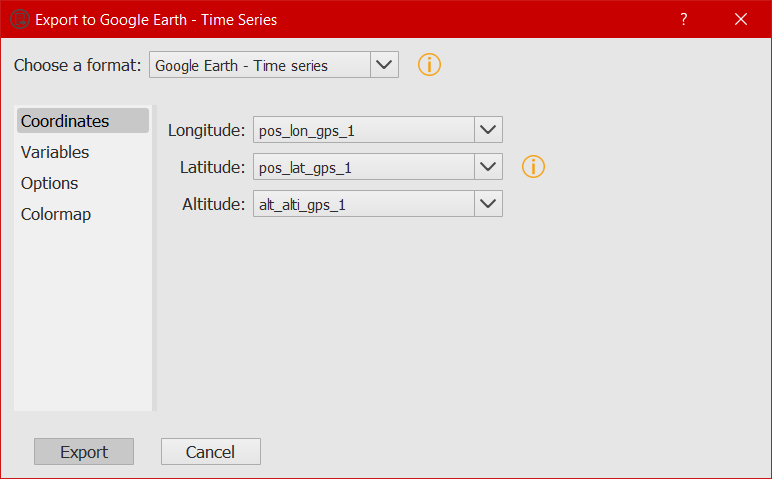 Export to Google Earth - Time Series ?
Choose a format: Google Earth - Time series
Coordinates
Variables
Options
Colormap
Longitude: pos_lon_gps_1
Latitude: pos_lat_gps_1
Altitude: alt_alti_gps_1
Export Cancel